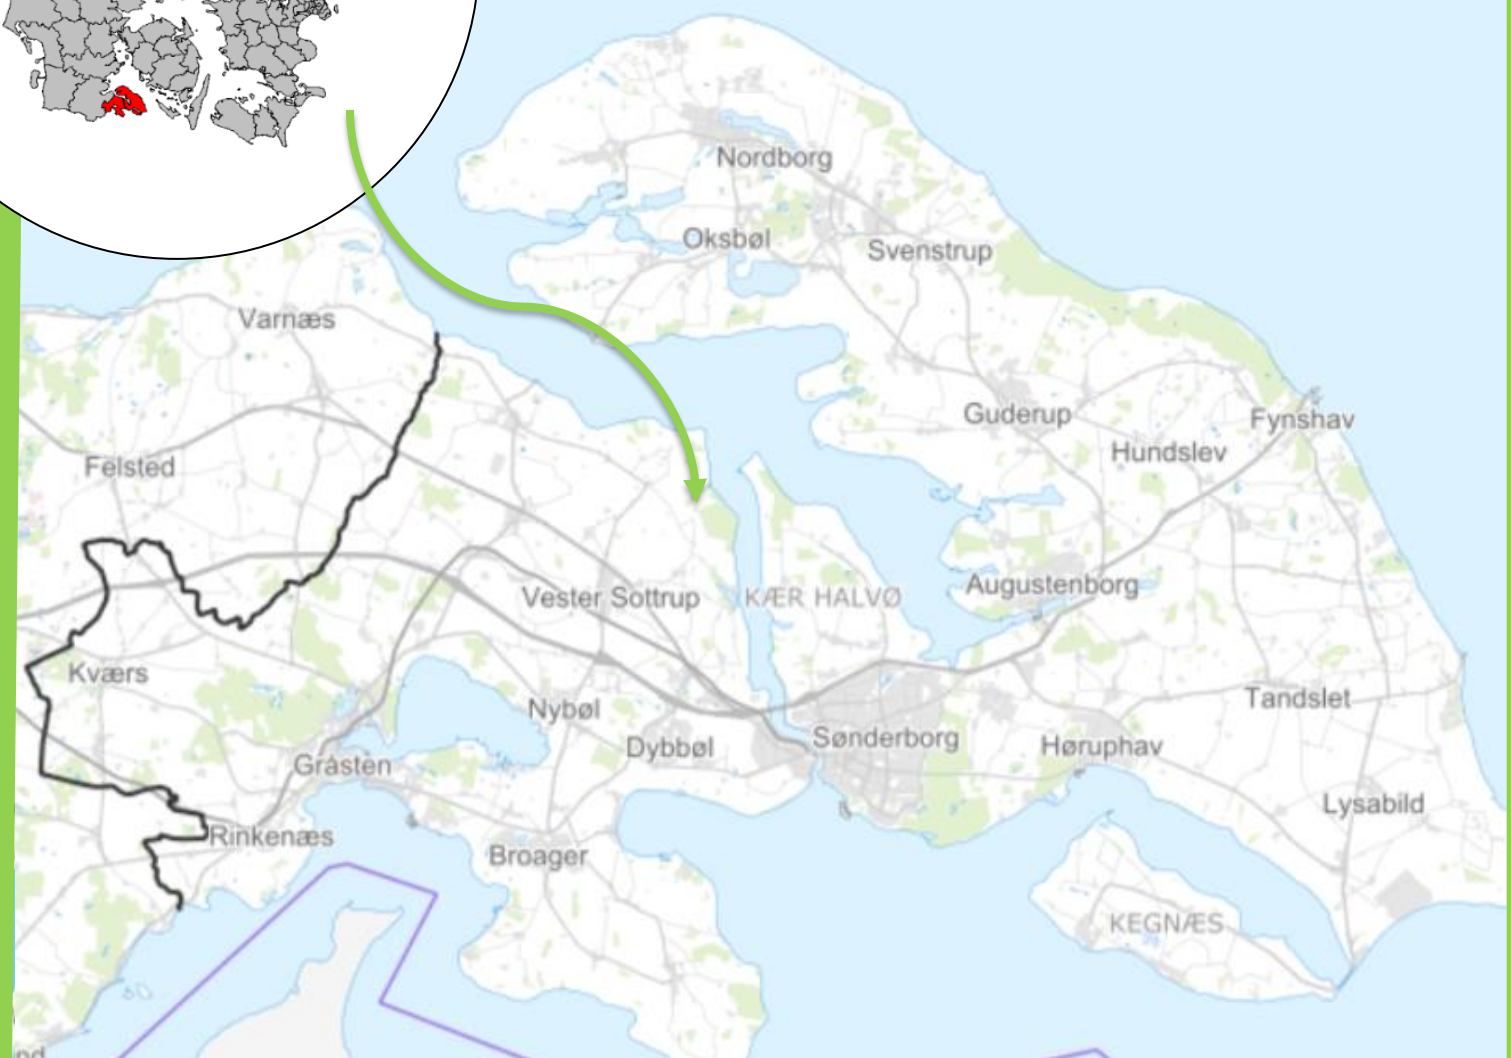 Nordborg
Oksbøl
Svenstrup
Varnæs
Guderup
Fynshav
Hundslev
Felsted
Augustenborg
Vester Sottrup
KÆR HALVØ
Kværs
Tandslet
Nybøl
Dybbøl
Sønderborg
Høruphav
Gråsten
Lysabild
Rinkenæs
Broager
KEGNÆS